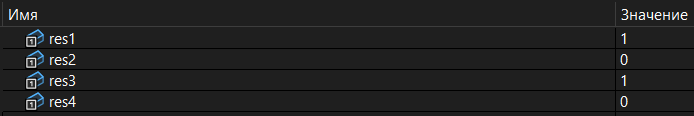 Имя Значение
res1 1
res2 0
res3 1
res4 0